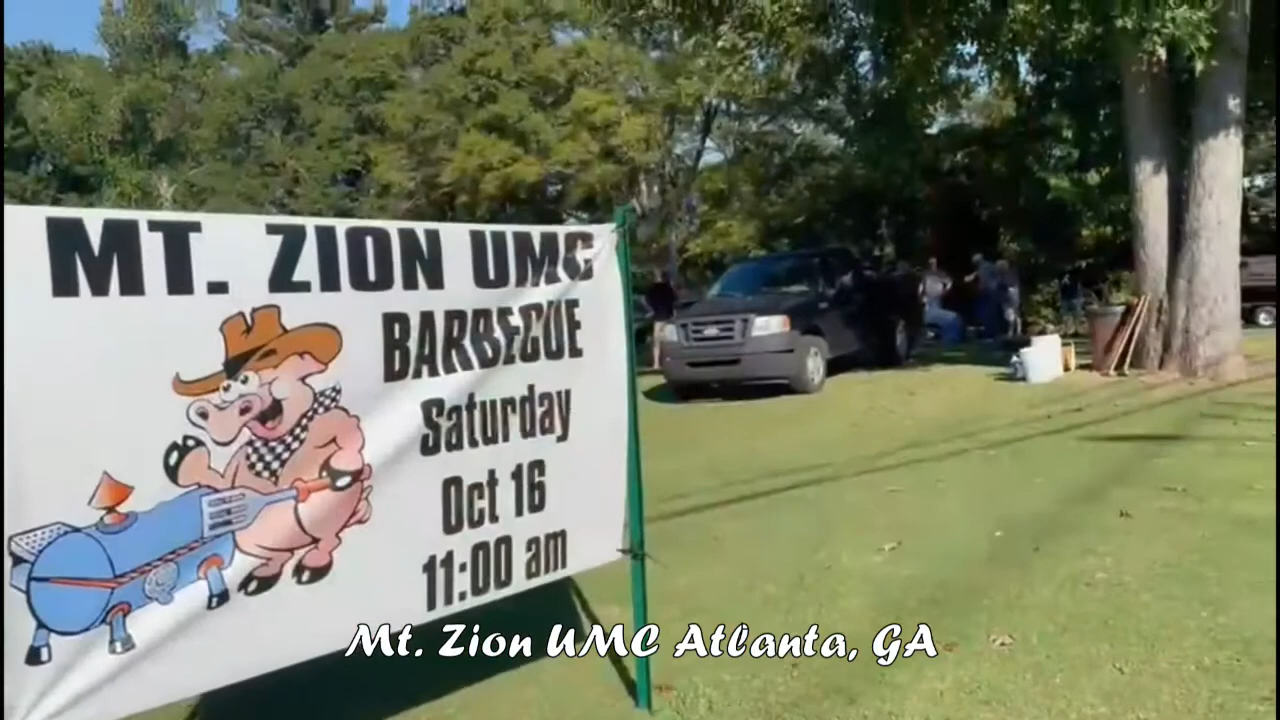 MT. ZION UMC
BARBECUE
Saturday
Oct 16
11:00 am
Mt. Zion UMC Atlanta, GA